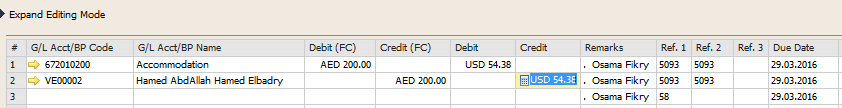 Expand Editing Mode
# G/L Acct/BP Code G/L Acct/BP Name Debit (FC) Credit (FC) Debit Credit Remarks Ref. 1 Ref. 2 Ref. 3 Due Date
1 672010200 Accommodation AED 200.00 USD 54.38 . Osama Fikry 5093 5093 29.03.2016
2 VE00002 Hamed AbdAllah Hamed Elbadry AED 200.00 USD 54.38 . Osama Fikry 5093 5093 29.03.2016
3 . Osama Fikry 58 29.03.2016